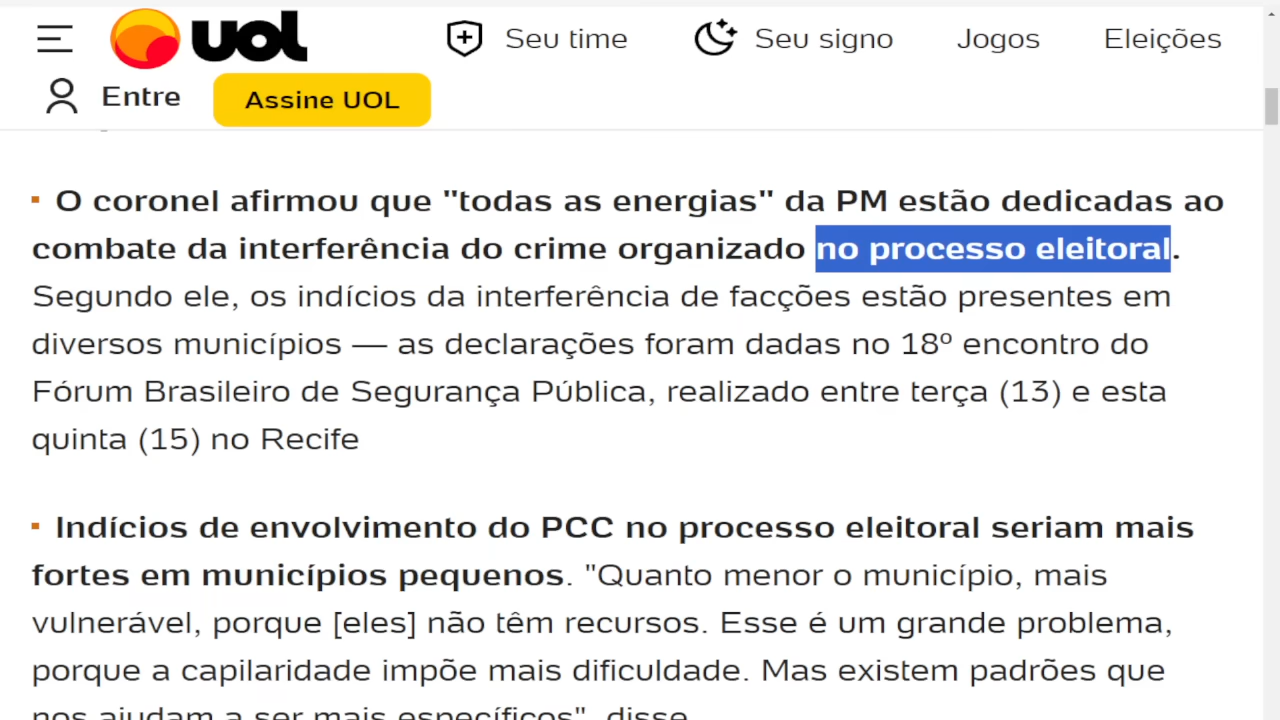 uol Seu time Seu signo Jogos Eleições
Entre Assine UOL
O coronel afirmou que "todas as energias" da PM estão dedicadas ao
combate da interferência do crime organizado no processo eleitoral.
Segundo ele, os indícios da interferência de facções estão presentes em
diversos municípios — as declarações foram dadas no 18º encontro do
Fórum Brasileiro de Segurança Pública, realizado entre terça (13) e esta
quinta (15) no Recife
Indícios de envolvimento do PCC no processo eleitoral seriam mais
fortes em municípios pequenos. "Quanto menor o município, mais
vulnerável, porque [eles] não têm recursos. Esse é um grande problema,
porque a capilaridade impõe mais dificuldade. Mas existem padrões que
nos ajudam a ser mais específicos", disse